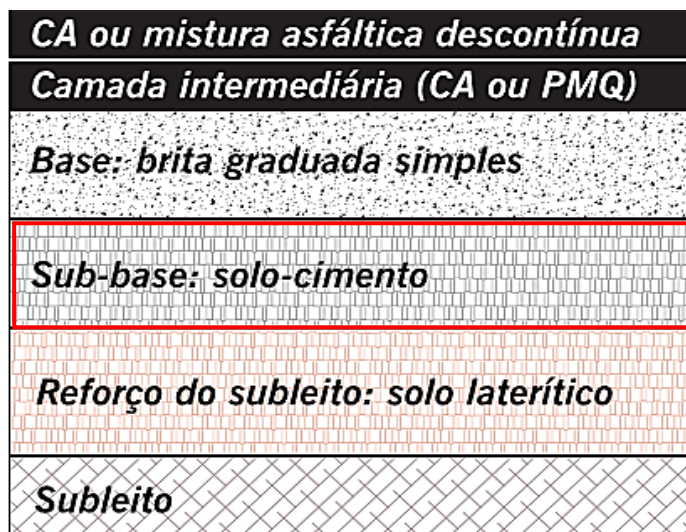 CA ou mistura asfáltica descontínua
Camada intermediária (CA ou PMQ)
Base: brita graduada simples
Sub-base: solo-cimento
Reforço do subleito: solo laterítico
Subleito